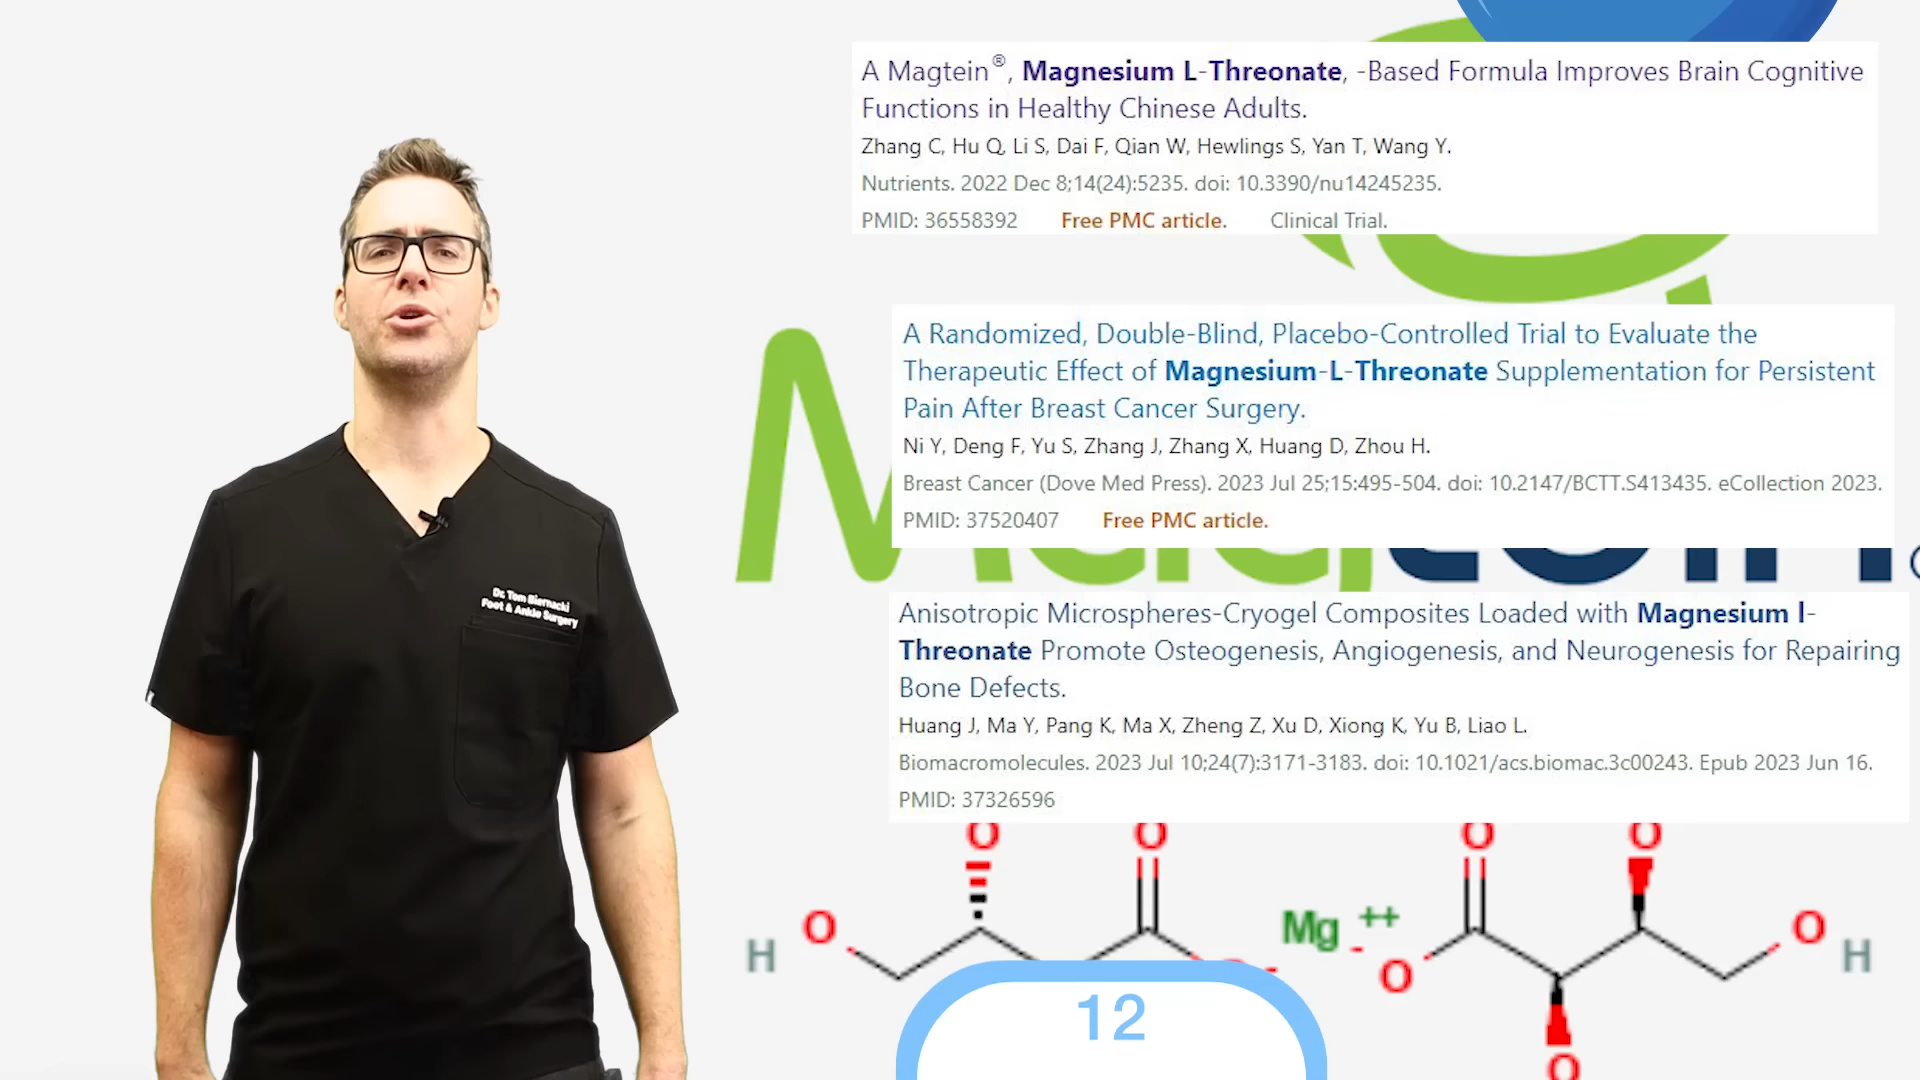 A Magtein®, Magnesium L-Threonate, -Based Formula Improves Brain Cognitive
Functions in Healthy Chinese Adults.
Zhang C, Hu Q, Li S, Dai F, Qian W, Hewlings S, Yan T, Wang Y.
Nutrients. 2022 Dec 8;14(24):5235. doi: 10.3390/nu14245235.
PMID: 36558392 Free PMC article. Clinical Trial.
A Randomized, Double-Blind, Placebo-Controlled Trial to Evaluate the
Therapeutic Effect of Magnesium-L-Threonate Supplementation for Persistent
Pain After Breast Cancer Surgery.
Ni Y, Deng F, Yu S, Zhang J, Zhang X, Huang D, Zhou H.
Breast Cancer (Dove Med Press). 2023 Jul 25;15:495-504. doi: 10.2147/BCTT.S413435. eCollection 2023.
PMID: 37520407 Free PMC article.
Anisotropic Microspheres-Cryogel Composites Loaded with Magnesium l-
Threonate Promote Osteogenesis, Angiogenesis, and Neurogenesis for Repairing
Bone Defects.
Huang J, Ma Y, Pang K, Ma X, Zheng Z, Xu D, Xiong K, Yu B, Liao L.
Biomacromolecules. 2023 Jul 10;24(7):3171-3183. doi: 10.1021/acs.biomac.3c00243. Epub 2023 Jun 16.
PMID: 37326596
Dr. Tom Biernacki
Foot & Ankle Surgery
O O O O
H O Mg ++ - O O H
O
12